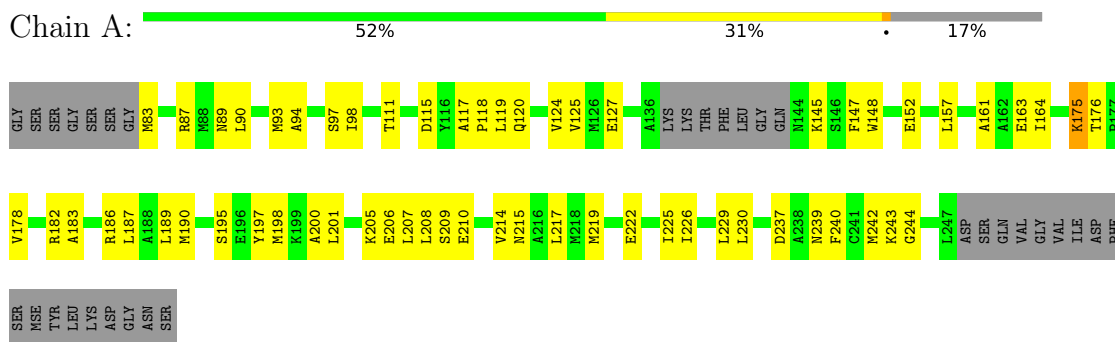 Chain A:
52% 31% • 17%
GLY SER SER GLY SER SER GLY M83 R87 M88 N89 L90 M93 A94 S97 I98 T111 D115 Y116 A117 P118 L119 Q120 V124 V125 M126 E127 A136 LYS LYS THR PHE LEU GLY GLN N144 K145 S146 F147 W148 E152 L157 A161 A162 E163 I164 K175 T176
V178 R182 A183 R186 L187 A188 L189 M190 S195 E196 Y197 M198 K199 A200 L201 K205 E206 L207 L208 S209 E210 V214 N215 A216 L217 M218 M219 E222 I225 I226 L229 L230 D237 A238 N239 F240 C241 M242 K243 G244 L247 ASP SER GLN VAL GLY VAL ILE ASP PHE
SER MSE TYR LEU LYS ASP GLY ASN SER